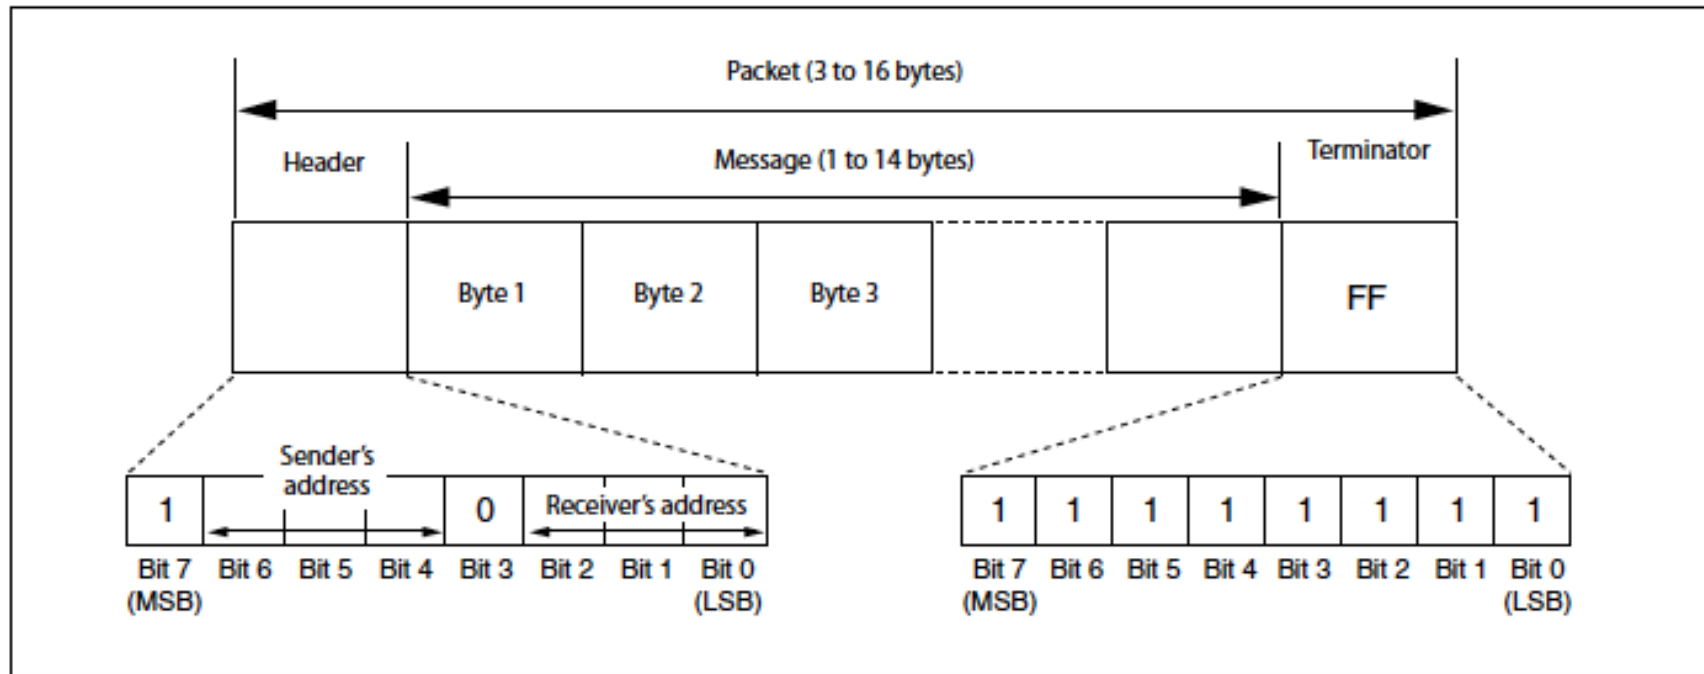 Packet (3 to 16 bytes)
Header
Message (1 to 14 bytes)
Terminator
Byte 1
Byte 2
Byte 3
FF
Sender's
address
1
0
Receiver's address
Bit 7
(MSB)
Bit 6
Bit 5
Bit 4
Bit 3
Bit 2
Bit 1
Bit 0
(LSB)
1
1
1
1
1
1
1
1
Bit 7
(MSB)
Bit 6
Bit 5
Bit 4
Bit 3
Bit 2
Bit 1
Bit 0
(LSB)